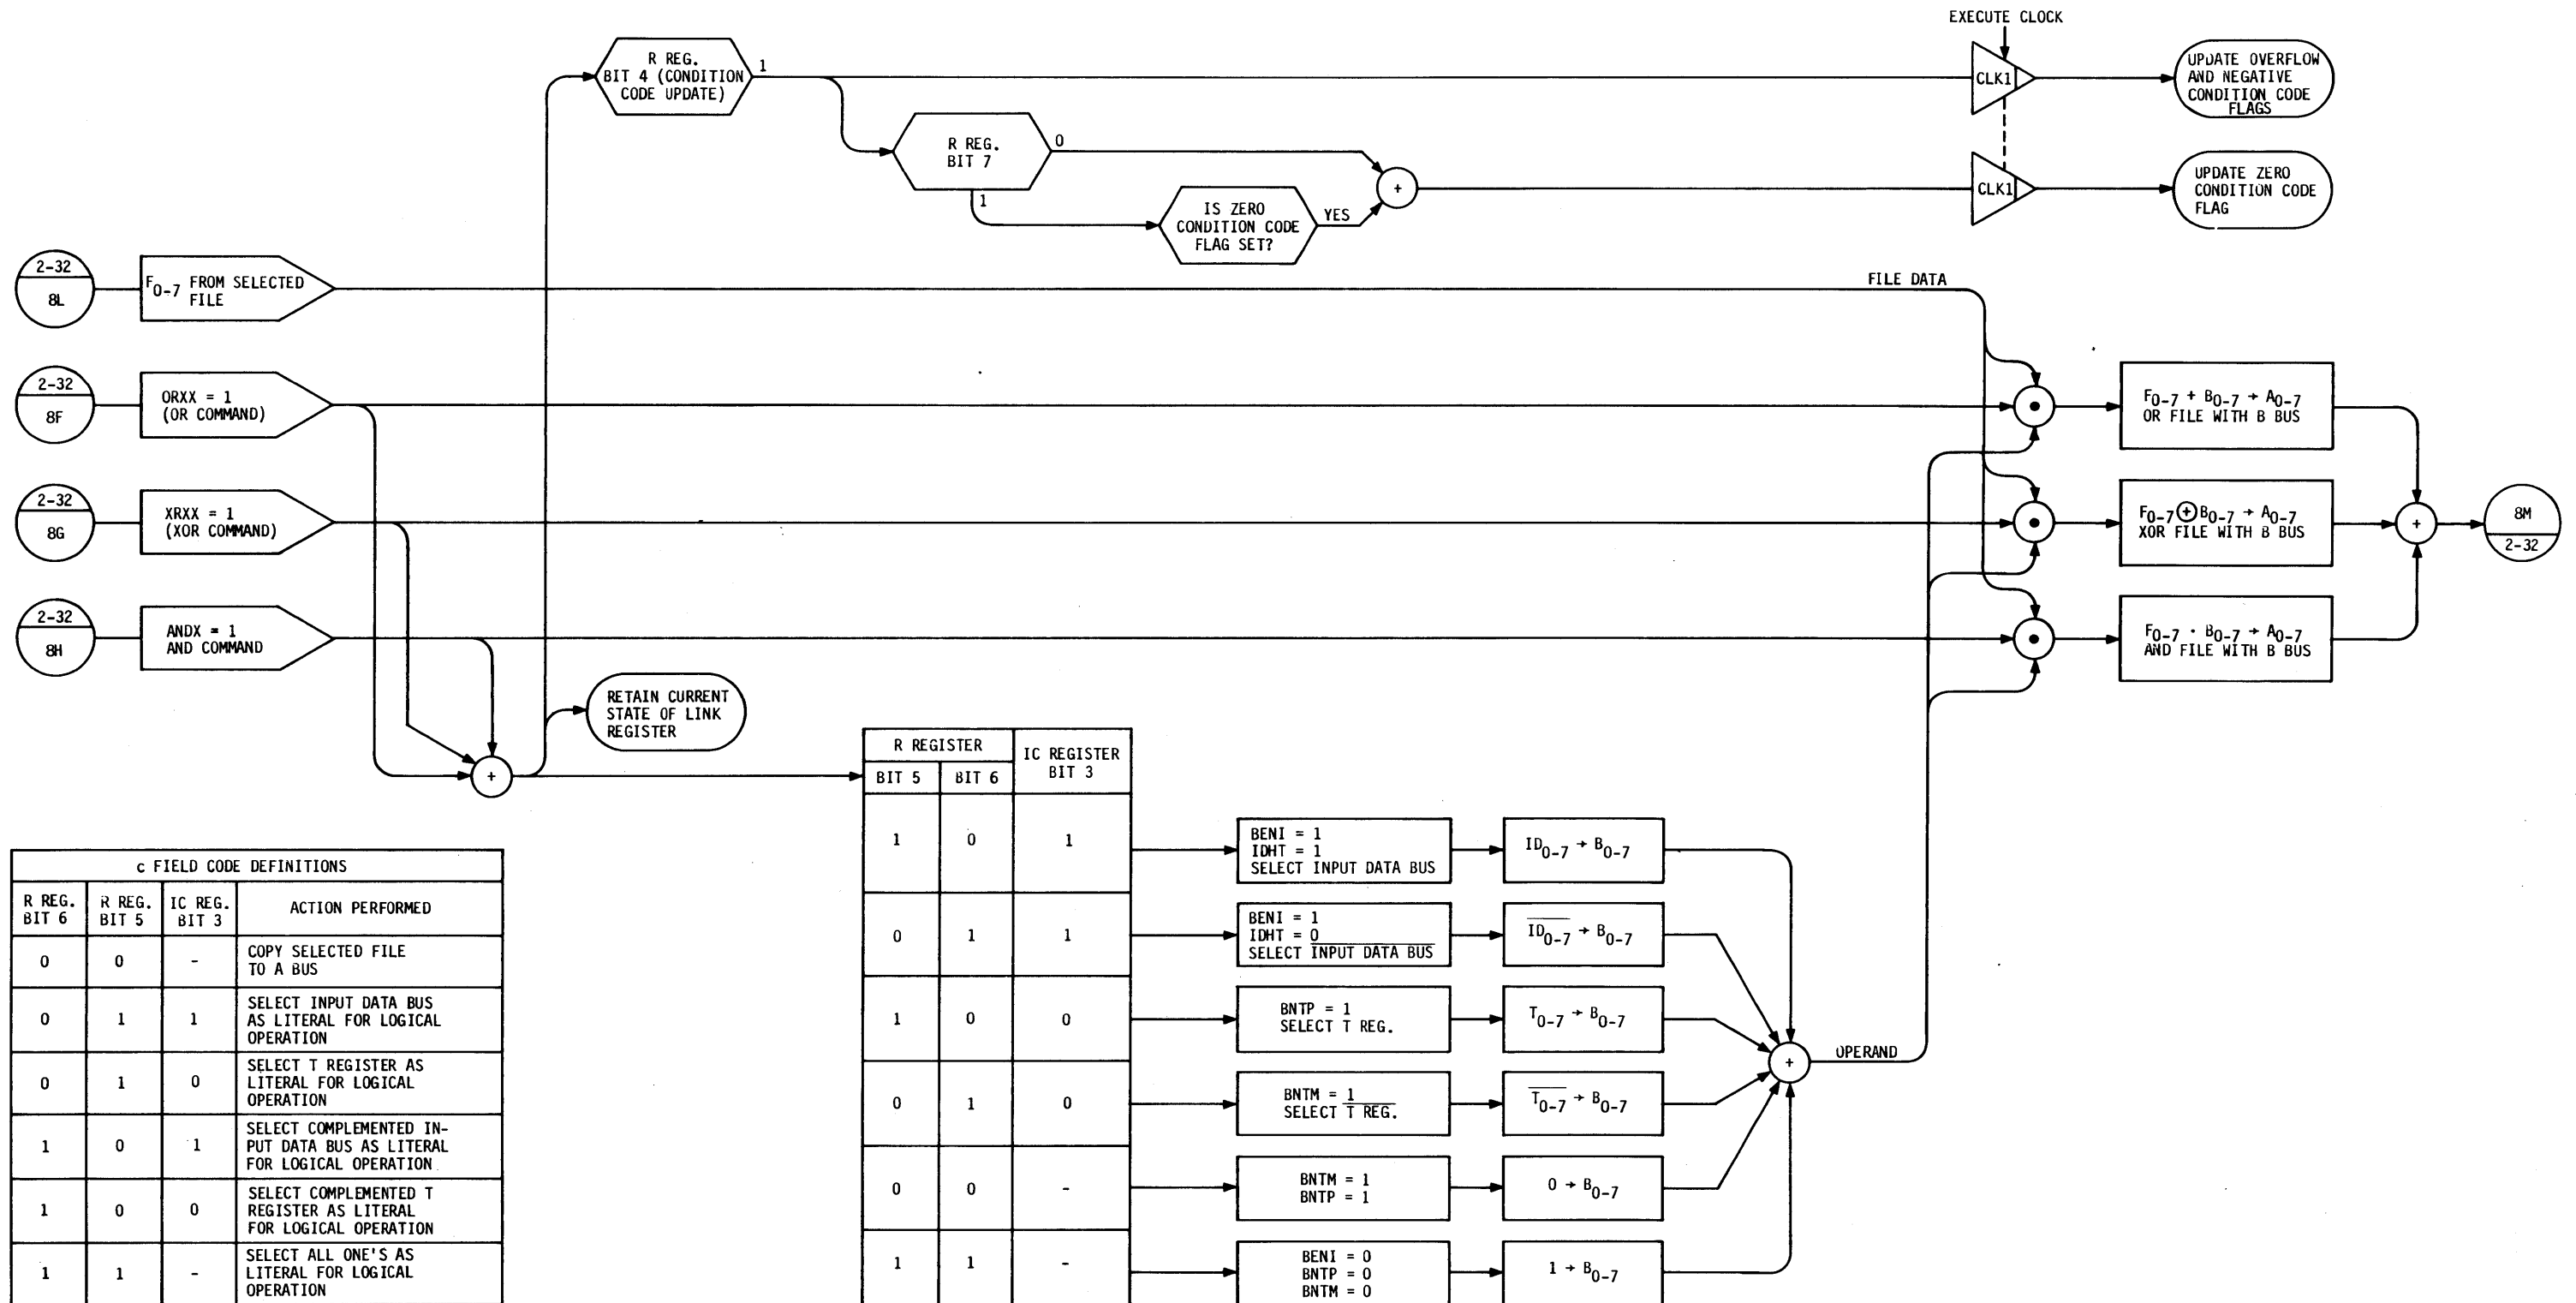 EXECUTE CLOCK
R REG.
BIT 4 (CONDITION
CODE UPDATE)
1
CLK1
UPDATE OVERFLOW
AND NEGATIVE
CONDITION CODE
FLAGS
R REG.
BIT 7
0
1
IS ZERO
CONDITION CODE
FLAG SET?
YES
+
CLK1
UPDATE ZERO
CONDITION CODE
FLAG
2-32
8L
F0-7 FROM SELECTED
FILE
FILE DATA
2-32
8F
ORXX = 1
(OR COMMAND)
F0-7 + B0-7 → A0-7
OR FILE WITH B BUS
2-32
8G
XRXX = 1
(XOR COMMAND)
F0-7 ⊕ B0-7 → A0-7
XOR FILE WITH B BUS
+
8M
2-32
2-32
8H
ANDX = 1
AND COMMAND
F0-7 · B0-7 → A0-7
AND FILE WITH B BUS
RETAIN CURRENT
STATE OF LINK
REGISTER
+
R REGISTER
IC REGISTER
BIT 3
BIT 5 BIT 6
1 0 1
BENI = 1
IDHT = 1
SELECT INPUT DATA BUS
ID0-7 → B0-7
0 1 1
BENI = 1
IDHT = 0
SELECT INPUT DATA BUS
ID0-7 → B0-7
1 0 0
BNTP = 1
SELECT T REG.
T0-7 → B0-7
+
OPERAND
0 1 0
BNTM = 1
SELECT T REG.
T0-7 → B0-7
0 0 -
BNTM = 1
BNTP = 1
0 → B0-7
1 1 -
BENI = 0
BNTP = 0
BNTM = 0
1 → B0-7
c FIELD CODE DEFINITIONS
R REG.
BIT 6
R REG.
BIT 5
IC REG.
BIT 3
ACTION PERFORMED
0 0 -
COPY SELECTED FILE
TO A BUS
0 1 1
SELECT INPUT DATA BUS
AS LITERAL FOR LOGICAL
OPERATION
0 1 0
SELECT T REGISTER AS
LITERAL FOR LOGICAL
OPERATION
1 0 1
SELECT COMPLEMENTED IN-
PUT DATA BUS AS LITERAL
FOR LOGICAL OPERATION
1 0 0
SELECT COMPLEMENTED T
REGISTER AS LITERAL
FOR LOGICAL OPERATION
1 1 -
SELECT ALL ONE'S AS
LITERAL FOR LOGICAL
OPERATION